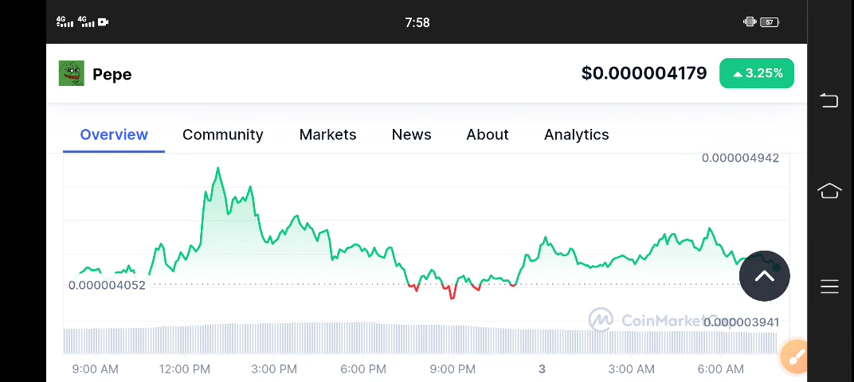 4G 4G 7:58 57
Pepe $0.000004179 3.25%
Overview Community Markets News About Analytics
0.000004942
0.000004052
CoinMarketCap
0.000003941
9:00 AM 12:00 PM 3:00 PM 6:00 PM 9:00 PM 3 3:00 AM 6:00 AM